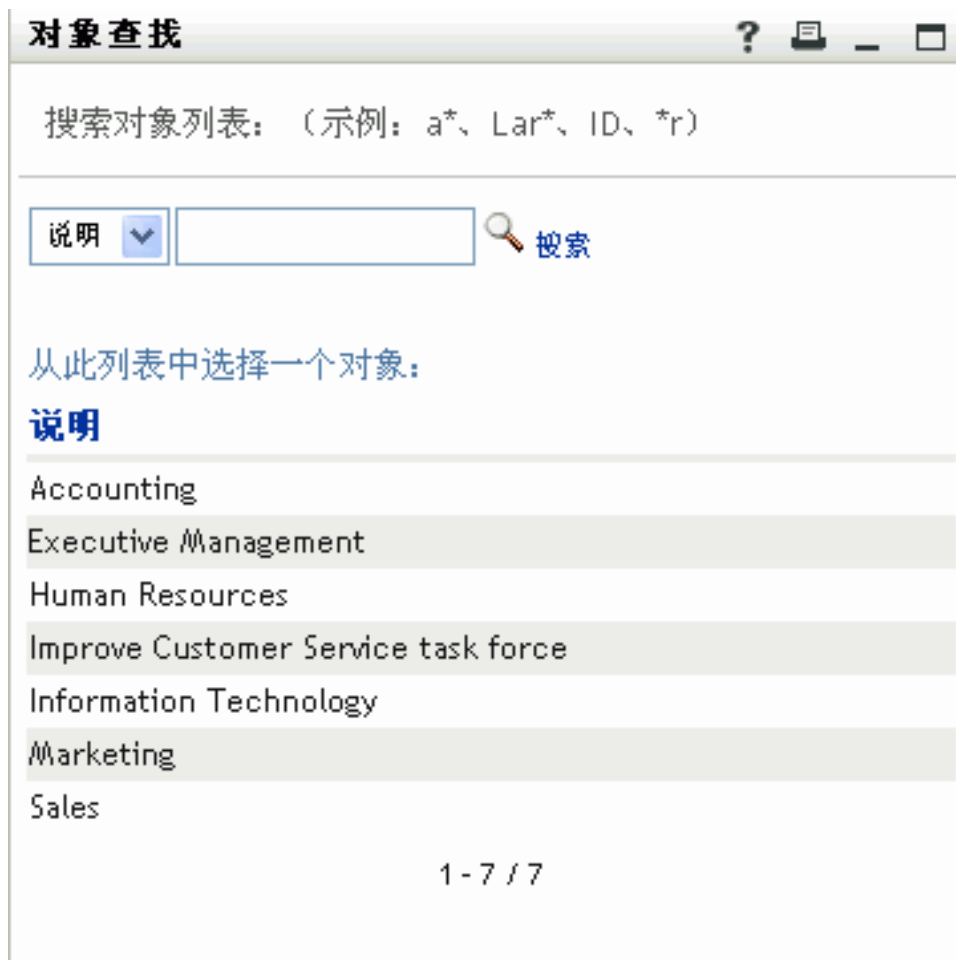 对象查找
搜索对象列表：（示例：a*、Lar*、ID、*r）
说明 搜索
从此列表中选择一个对象：
说明
Accounting
Executive Management
Human Resources
Improve Customer Service task force
Information Technology
Marketing
Sales
1 - 7 / 7